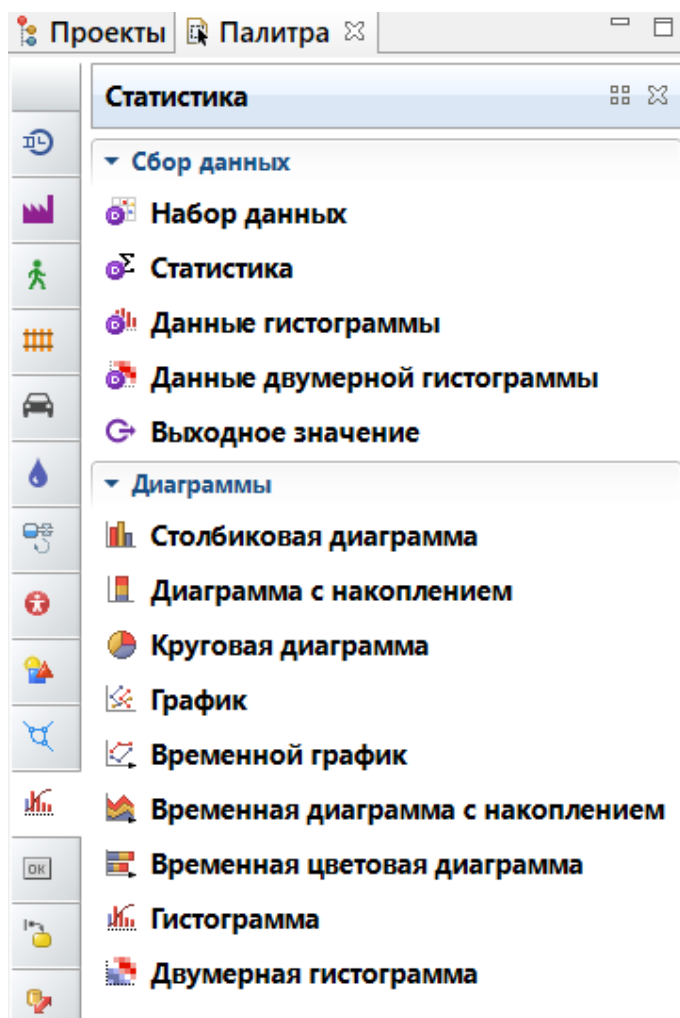 Проекты Палитра
Статистика
Сбор данных
Набор данных
Статистика
Данные гистограммы
Данные двумерной гистограммы
Выходное значение
Диаграммы
Столбиковая диаграмма
Диаграмма с накоплением
Круговая диаграмма
График
Временной график
Временная диаграмма с накоплением
Временная цветовая диаграмма
OK
Гистограмма
Двумерная гистограмма